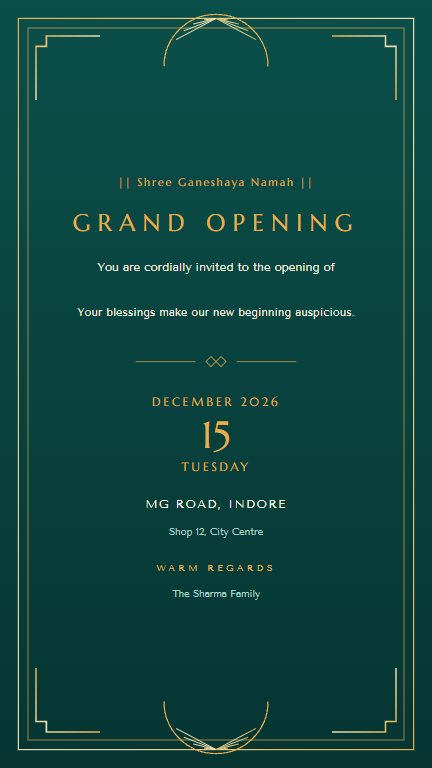 || Shree Ganeshaya Namah ||
GRAND OPENING
You are cordially invited to the opening of
Your blessings make our new beginning auspicious.
DECEMBER 2026
15
TUESDAY
MG ROAD, INDORE
Shop 12, City Centre
WARM REGARDS
The Sharma Family